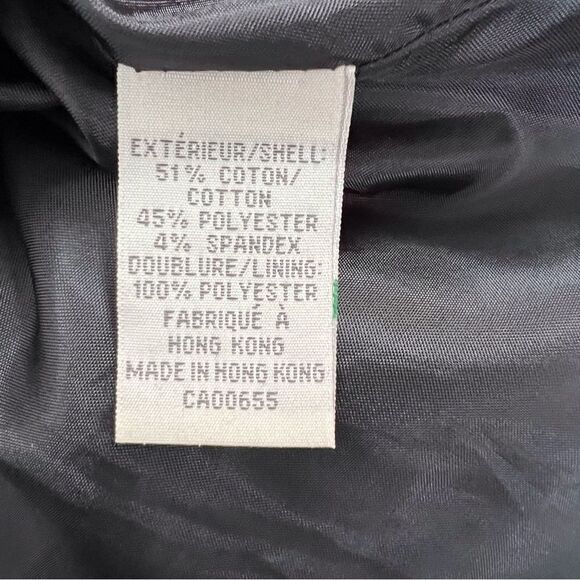 EXTÉRIEUR/SHELL:
51% COTON/
COTTON
45% POLYESTER
4% SPANDEX
DOUBLURE/LINING:
100% POLYESTER
FABRIQUÉ À
HONG KONG
MADE IN HONG KONG
CA00655